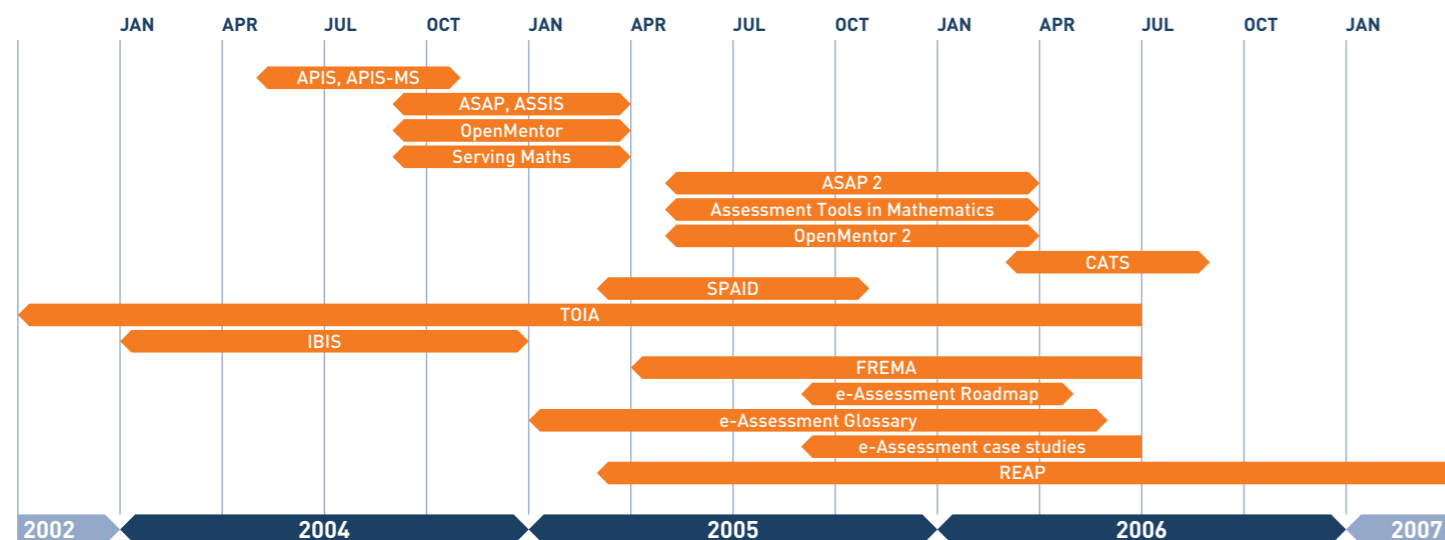 JAN APR JUL OCT JAN APR JUL OCT JAN APR JUL OCT JAN
APIS, APIS-MS
ASAP, ASSIS
OpenMentor
Serving Maths
ASAP 2
Assessment Tools in Mathematics
OpenMentor 2
CATS
SPAID
TOIA
IBIS
FREMA
e-Assessment Roadmap
e-Assessment Glossary
e-Assessment case studies
REAP
2002 2004 2005 2006 2007